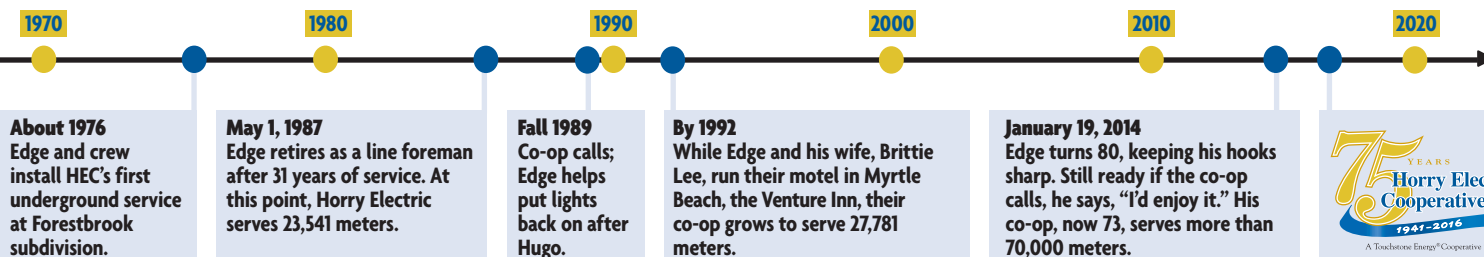 1970
1980
1990
2000
2010
2020
About 1976
Edge and crew
install HEC’s first
underground service
at Forestbrook
subdivision.
May 1, 1987
Edge retires as a line foreman
after 31 years of service. At
this point, Horry Electric
serves 23,541 meters.
Fall 1989
Co-op calls;
Edge helps
put lights
back on after
Hugo.
By 1992
While Edge and his wife, Brittie
Lee, run their motel in Myrtle
Beach, the Venture Inn, their
co-op grows to serve 27,781
meters.
January 19, 2014
Edge turns 80, keeping his hooks
sharp. Still ready if the co-op
calls, he says, “I’d enjoy it.” His
co-op, now 73, serves more than
70,000 meters.
75
YEARS
Horry Elec
Cooperative
1941–2016
A Touchstone Energy® Cooperative